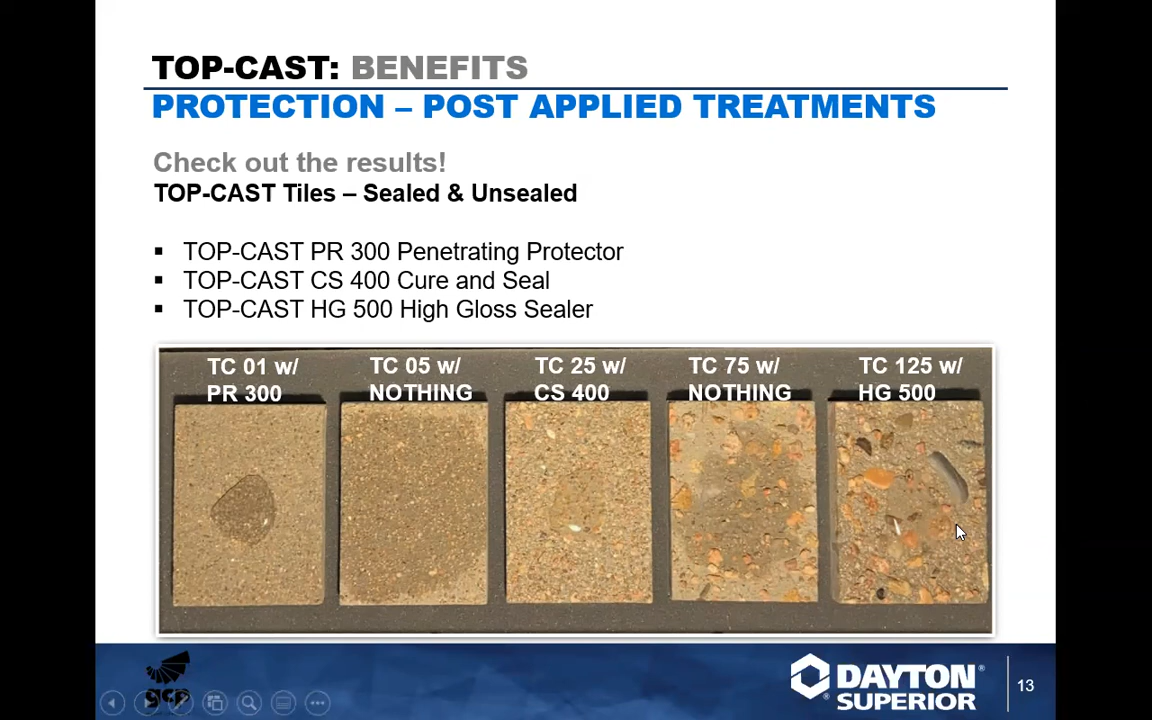 TOP-CAST: BENEFITS
PROTECTION – POST APPLIED TREATMENTS
Check out the results!
TOP-CAST Tiles – Sealed & Unsealed
▪ TOP-CAST PR 300 Penetrating Protector
▪ TOP-CAST CS 400 Cure and Seal
▪ TOP-CAST HG 500 High Gloss Sealer
TC 01 w/
PR 300
TC 05 w/
NOTHING
TC 25 w/
CS 400
TC 75 w/
NOTHING
TC 125 w/
HG 500
gcp
DAYTON®
SUPERIOR®
13